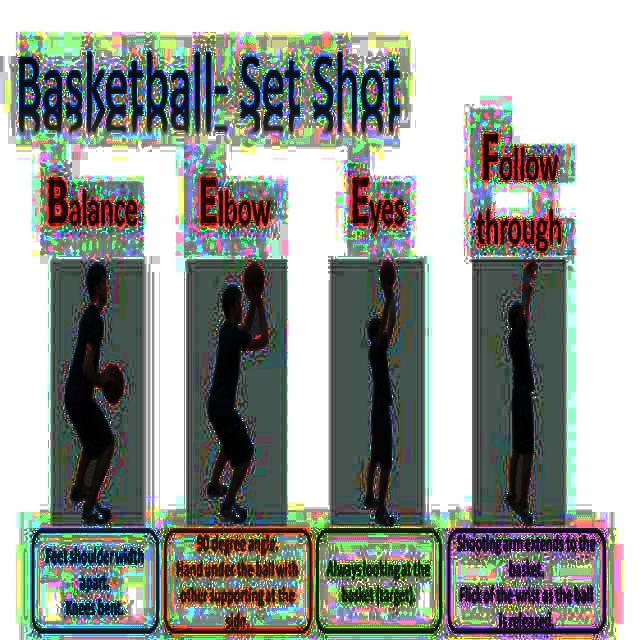 Basketball- Set Shot
Balance
Elbow
Eyes
Follow
through
Feet shoulder width
apart.
Knees bent.
90 degree angle.
Hand under the ball with
other supporting at the
side.
Always looking at the
basket (target).
Shooting arm extends to the
basket.
Flick of the wrist as the ball
is released.